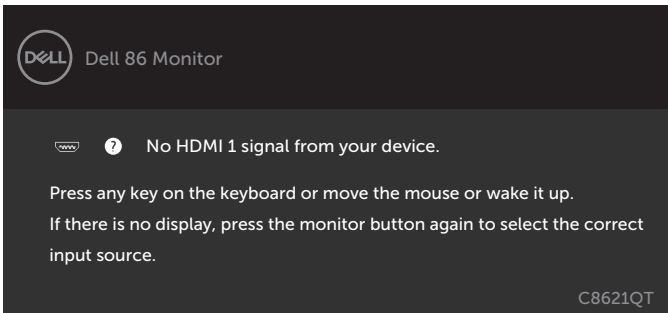 DELL
Dell 86 Monitor
? No HDMI 1 signal from your device.
Press any key on the keyboard or move the mouse or wake it up.
If there is no display, press the monitor button again to select the correct
input source.
C8621QT